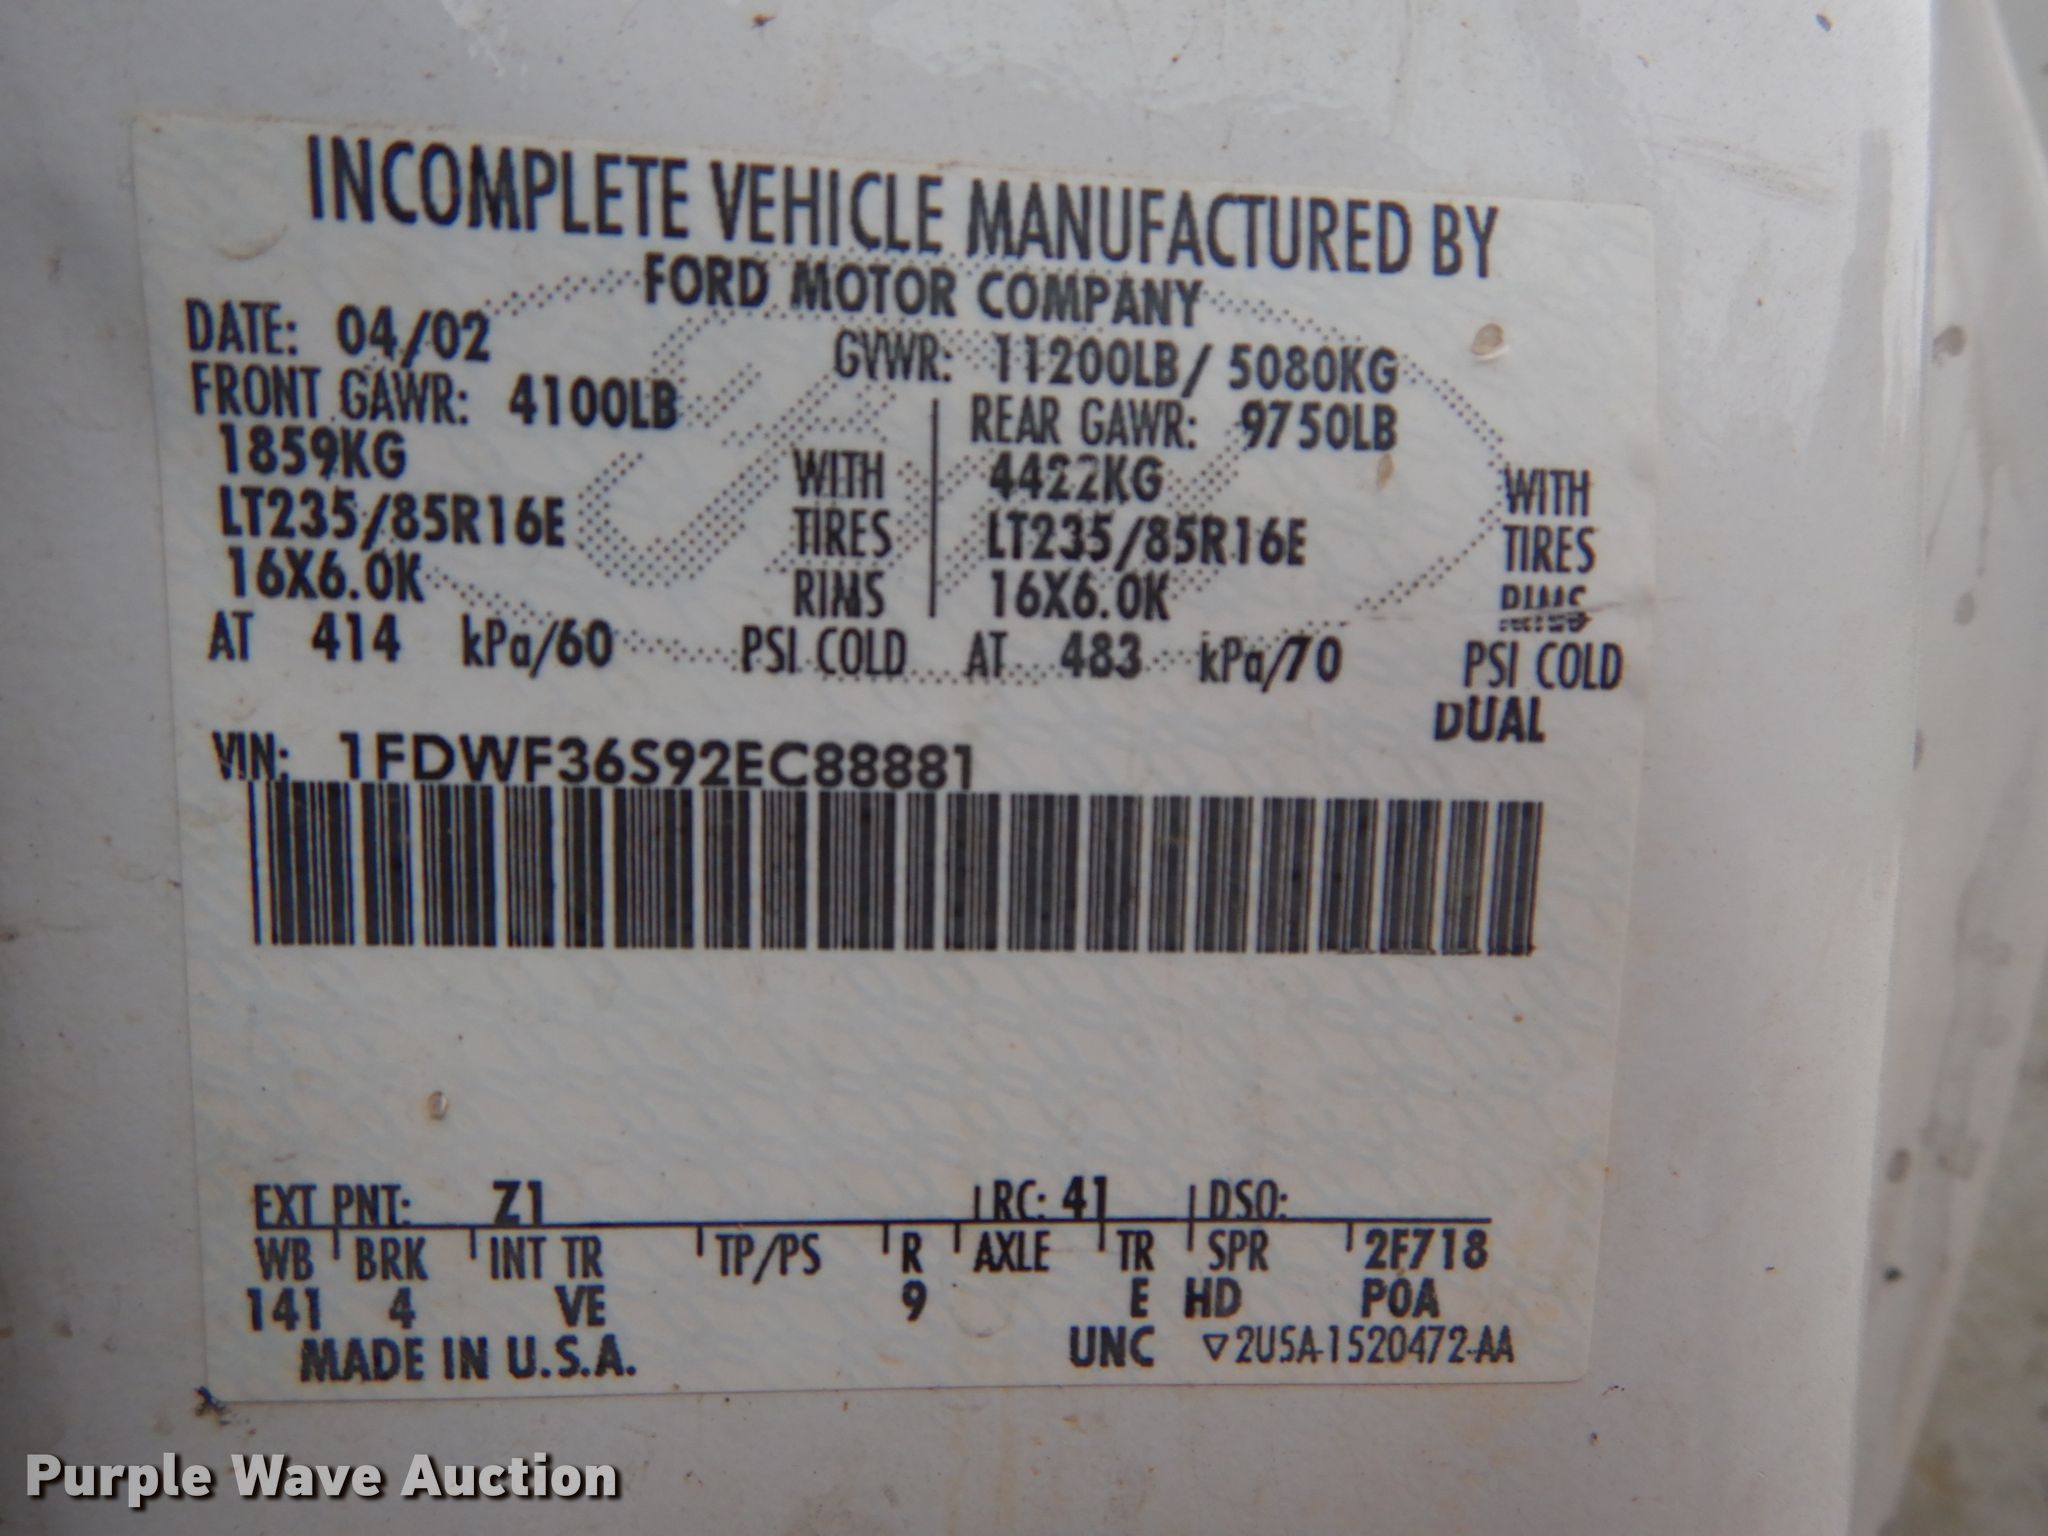 INCOMPLETE VEHICLE MANUFACTURED BY
FORD MOTOR COMPANY
DATE: 04/02 GVWR: 11200LB/ 5080KG
FRONT GAWR: 4100LB REAR GAWR: 9750LB
1859KG WITH 4422KG WITH
LT235/85R16E TIRES LT235/85R16E TIRES
16X6.0K RIMS 16X6.0K RIMS
AT 414 kPa/60 PSI COLD AT 483 kPa/70 PSI COLD
DUAL
VIN: 1FDWF36S92EC88881
EXT PNT: Z1 RC: 41 DSO:
WB BRK INT TR TP/PS R AXLE TR SPR 2F718
141 4 VE 9 E HD POA
MADE IN U.S.A. UNC ▽2U5A-1520472-AA
Purple Wave Auction